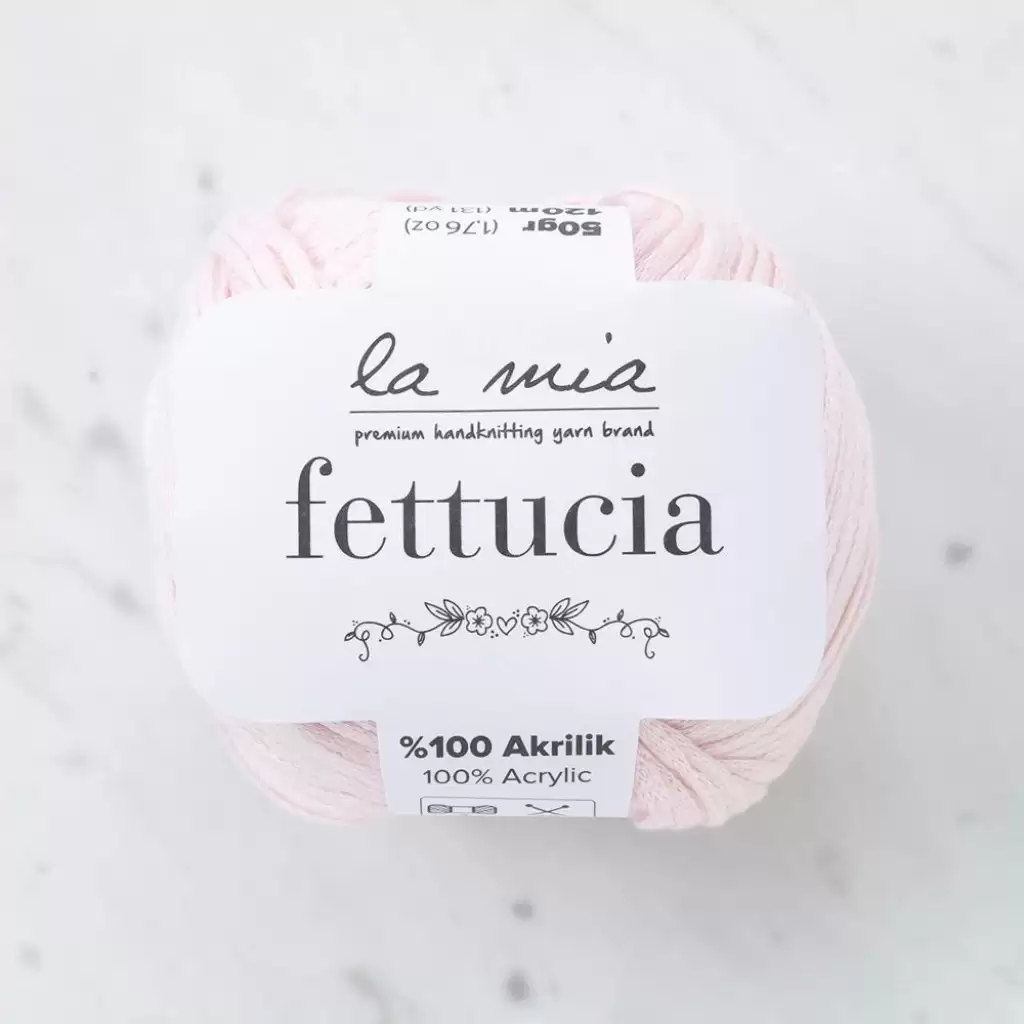 120m (131 yd)
50gr (1.76 oz)
la mia
premium handknitting yarn brand
fettucia
%100 Akrilik
100% Acrylic